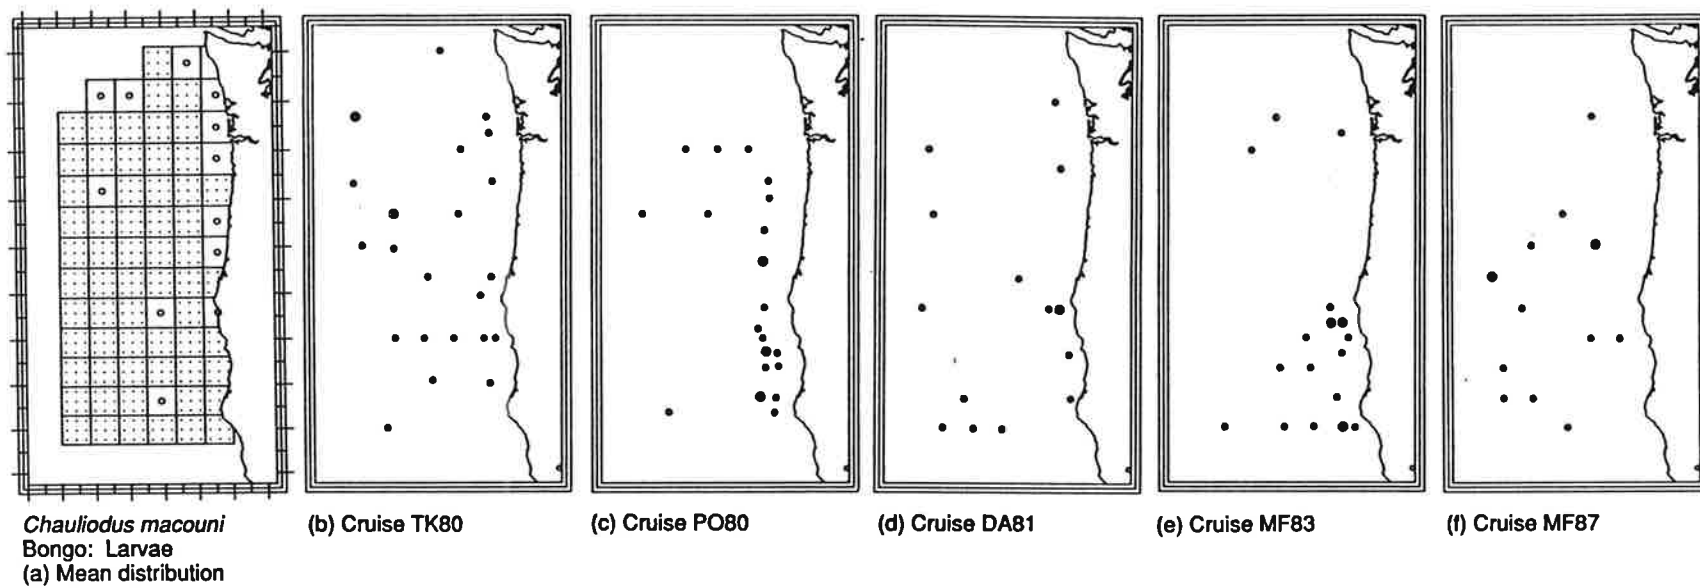 Chauliodus macouni
Bongo: Larvae
(a) Mean distribution
(b) Cruise TK80
(c) Cruise PO80
(d) Cruise DA81
(e) Cruise MF83
(f) Cruise MF87